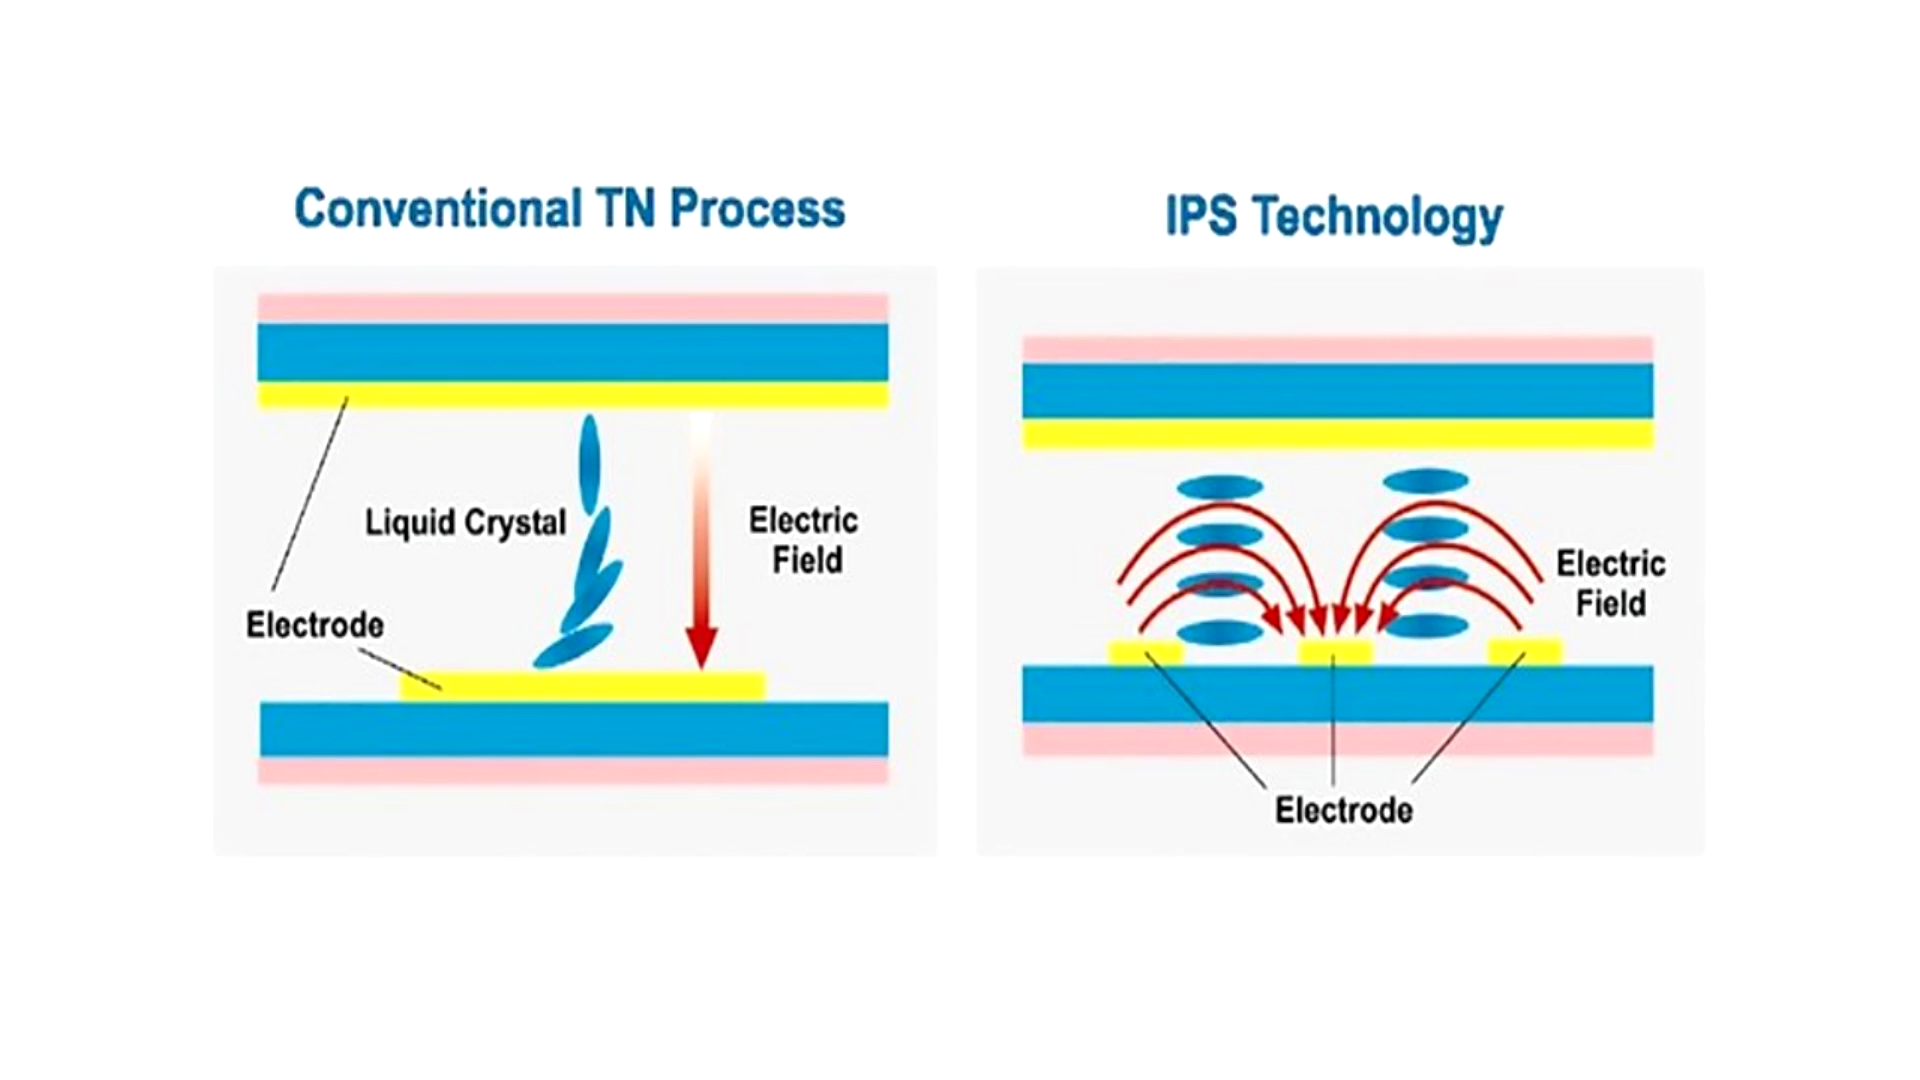 Conventional TN Process
Liquid Crystal
Electric
Field
Electrode
IPS Technology
Electric
Field
Electrode